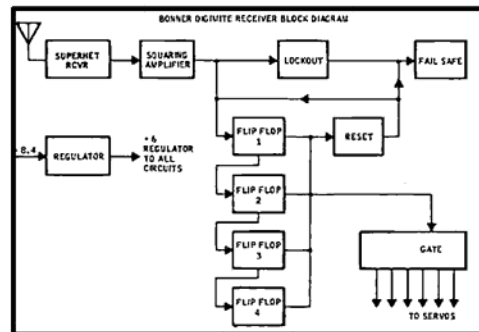 BONNER DIGIMITE RECEIVER BLOCK DIAGRAM
SUPERHET
RCVR
SQUARING
AMPLIFIER
LOCKOUT
FAIL SAFE
8.4
REGULATOR
+6
REGULATOR
TO ALL
CIRCUITS
FLIP FLOP
1
RESET
FLIP FLOP
2
FLIP FLOP
3
FLIP FLOP
4
GATE
TO SERVOS